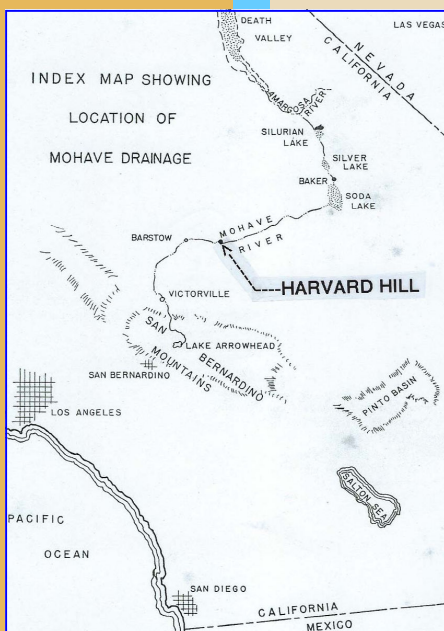 DEATH
VALLEY
LAS VEGAS
NEVADA
CALIFORNIA
INDEX MAP SHOWING
LOCATION OF
MOHAVE DRAINAGE
AMARGOSA
RIVER
SILURIAN
LAKE
SILVER
LAKE
BAKER
SODA
LAKE
MOHAVE
RIVER
BARSTOW
HARVARD HILL
VICTORVILLE
SAN
BERNARDINO
MOUNTAINS
LAKE ARROWHEAD
SAN BERNARDINO
PINTO BASIN
LOS ANGELES
SALTON SEA
PACIFIC
OCEAN
SAN DIEGO
CALIFORNIA
MEXICO